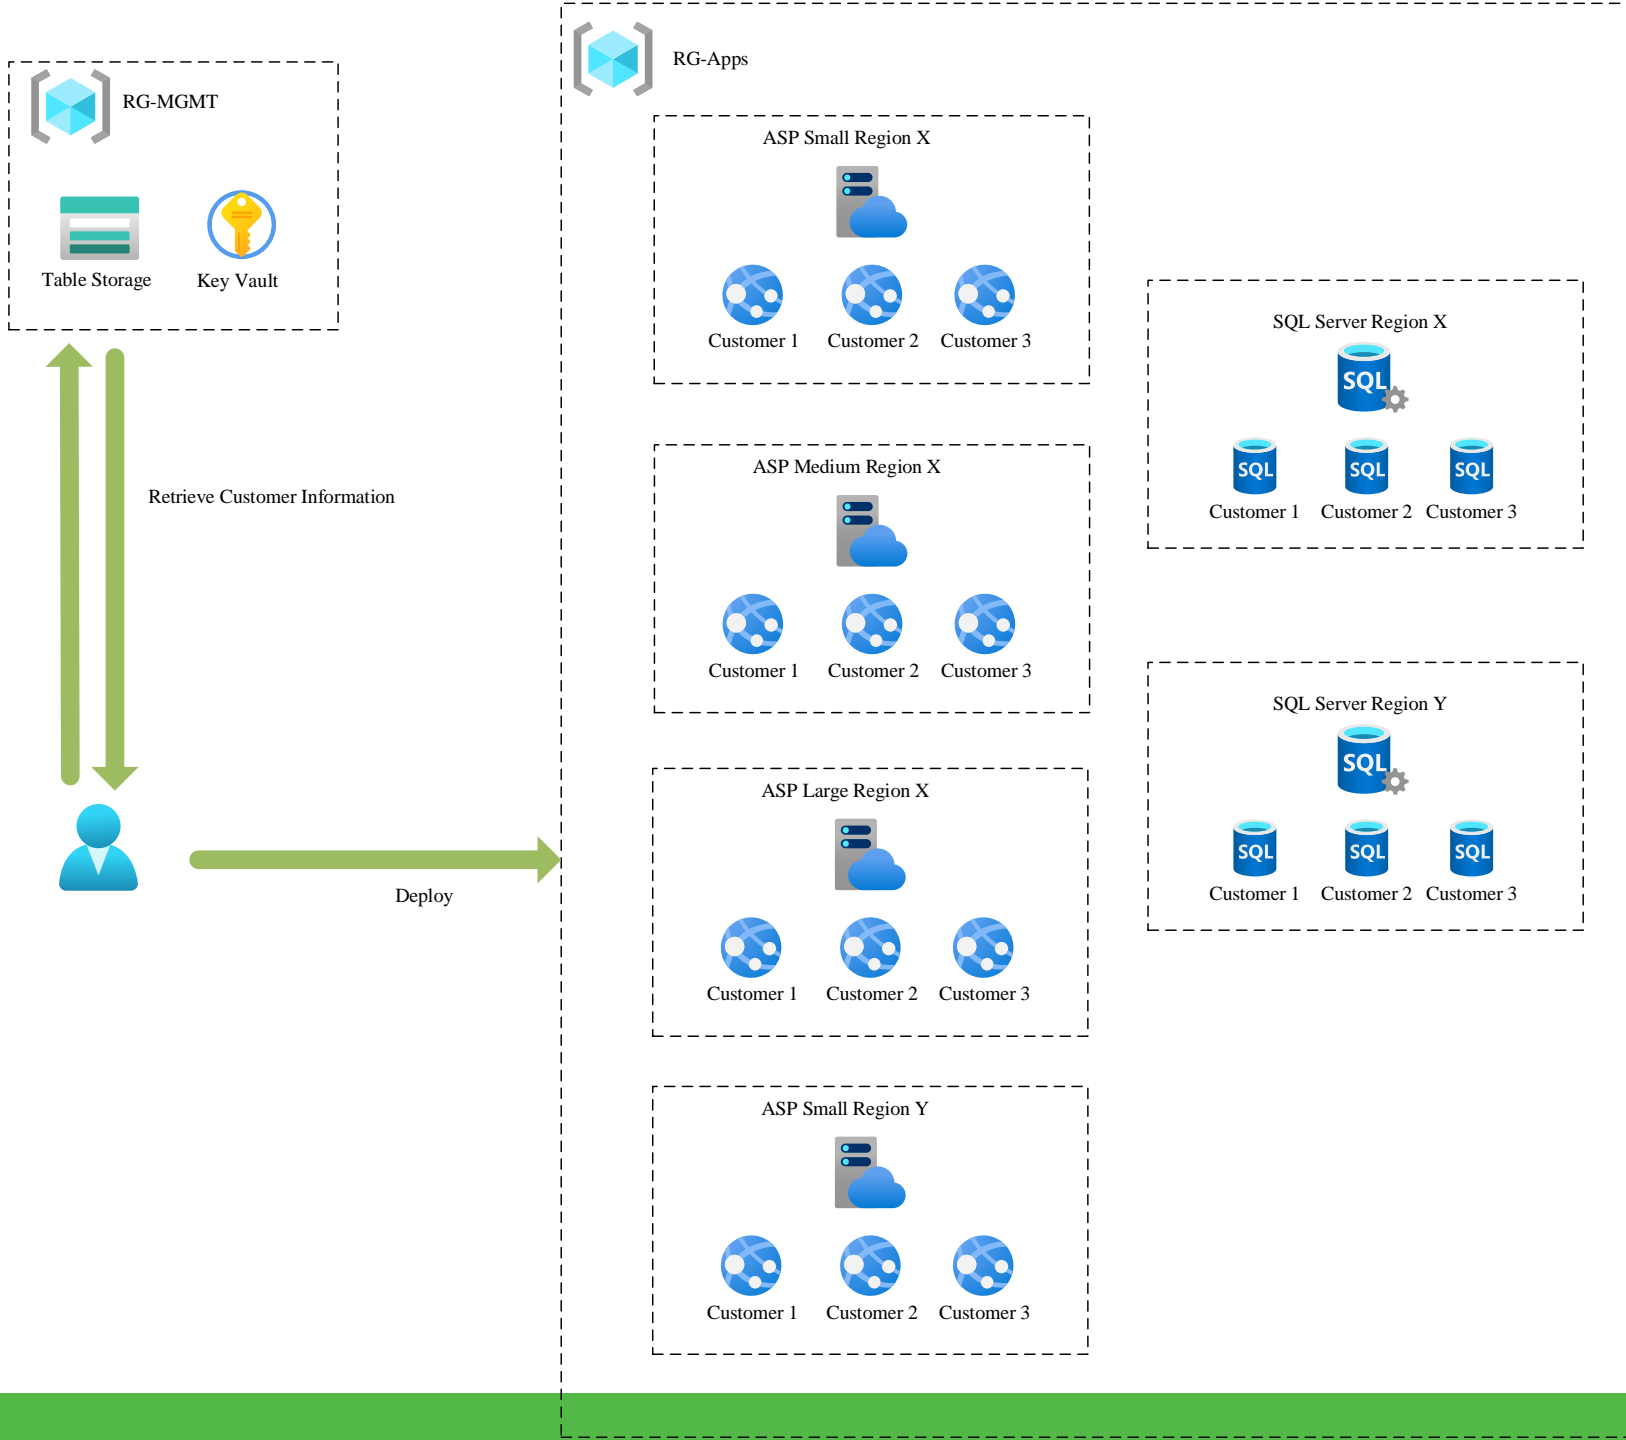 RG-Apps
RG-MGMT
Table Storage
Key Vault
Retrieve Customer Information
Deploy
ASP Small Region X
Customer 1
Customer 2
Customer 3
ASP Medium Region X
Customer 1
Customer 2
Customer 3
ASP Large Region X
Customer 1
Customer 2
Customer 3
ASP Small Region Y
Customer 1
Customer 2
Customer 3
SQL Server Region X
SQL
SQL
SQL
SQL
Customer 1
Customer 2
Customer 3
SQL Server Region Y
SQL
SQL
SQL
SQL
Customer 1
Customer 2
Customer 3